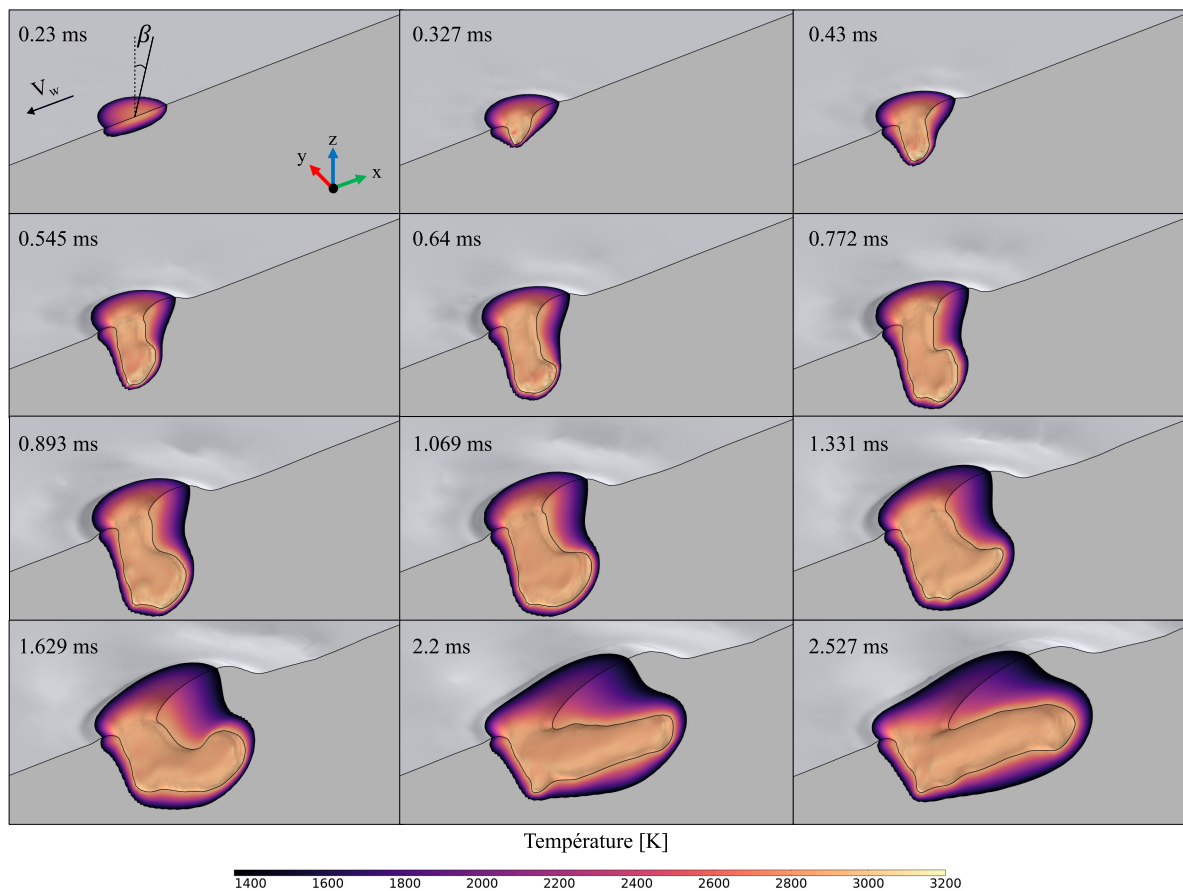 0.23 ms
0.327 ms
0.43 ms
β
V_w
z
y
x
0.545 ms
0.64 ms
0.772 ms
0.893 ms
1.069 ms
1.331 ms
1.629 ms
2.2 ms
2.527 ms
Température [K]
1400 1600 1800 2000 2200 2400 2600 2800 3000 3200